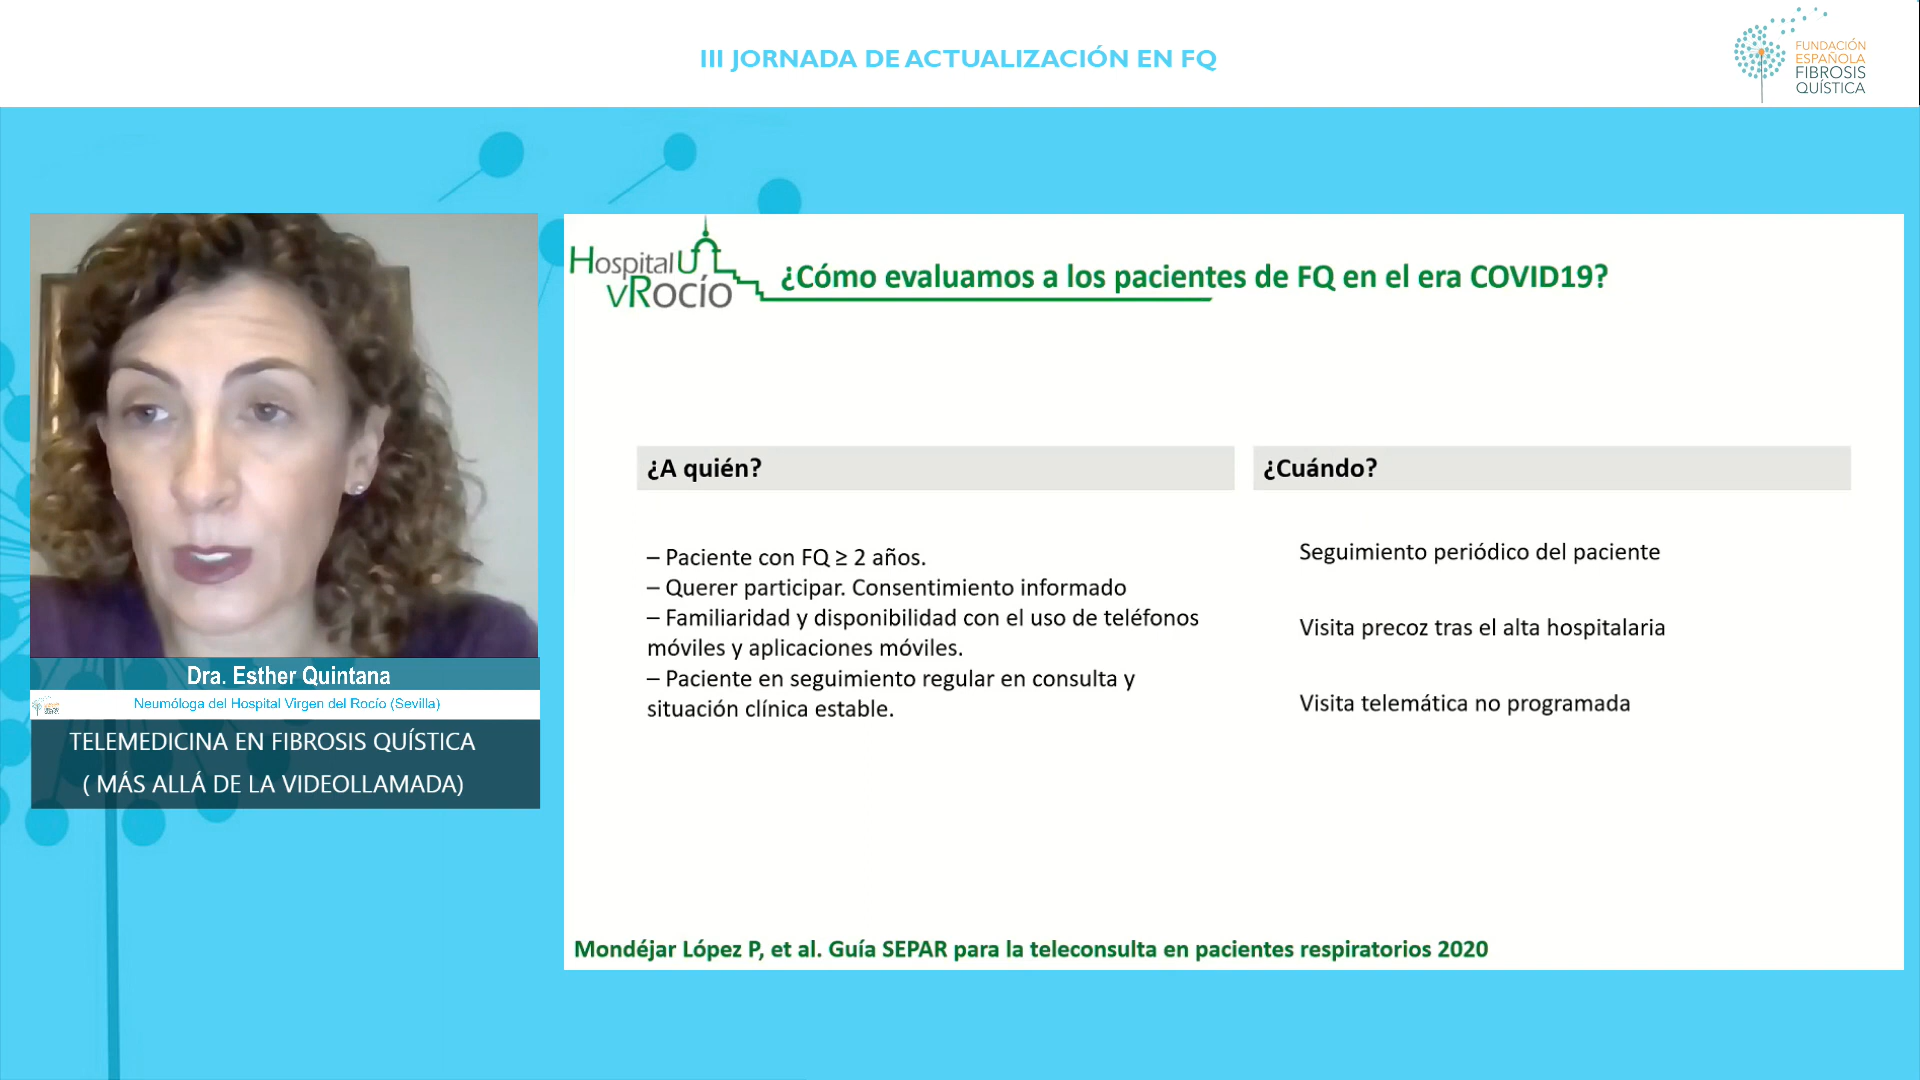 III JORNADA DE ACTUALIZACIÓN EN FQ
FUNDACIÓN
ESPAÑOLA
FIBROSIS
QUÍSTICA
Hospital U
vRocío
¿Cómo evaluamos a los pacientes de FQ en el era COVID19?
¿A quién?
– Paciente con FQ ≥ 2 años.
– Querer participar. Consentimiento informado
– Familiaridad y disponibilidad con el uso de teléfonos
móviles y aplicaciones móviles.
– Paciente en seguimiento regular en consulta y
situación clínica estable.
¿Cuándo?
Seguimiento periódico del paciente
Visita precoz tras el alta hospitalaria
Visita telemática no programada
Mondéjar López P, et al. Guía SEPAR para la teleconsulta en pacientes respiratorios 2020
Dra. Esther Quintana
Neumóloga del Hospital Virgen del Rocío (Sevilla)
TELEMEDICINA EN FIBROSIS QUÍSTICA
( MÁS ALLÁ DE LA VIDEOLLAMADA)